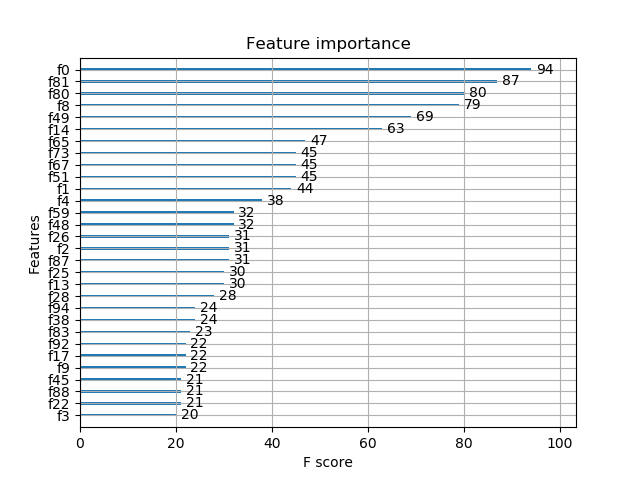 Feature importance
f0 94
f81 87
f80 80
f8 79
f49 69
f14 63
f65 47
f73 45
f67 45
f51 45
f1 44
f4 38
f59 32
f48 32
f26 31
f2 31
f87 31
f25 30
f13 30
f28 28
f94 24
f38 24
f83 23
f92 22
f17 22
f9 22
f45 21
f88 21
f22 21
f3 20
Features
0 20 40 60 80 100
F score